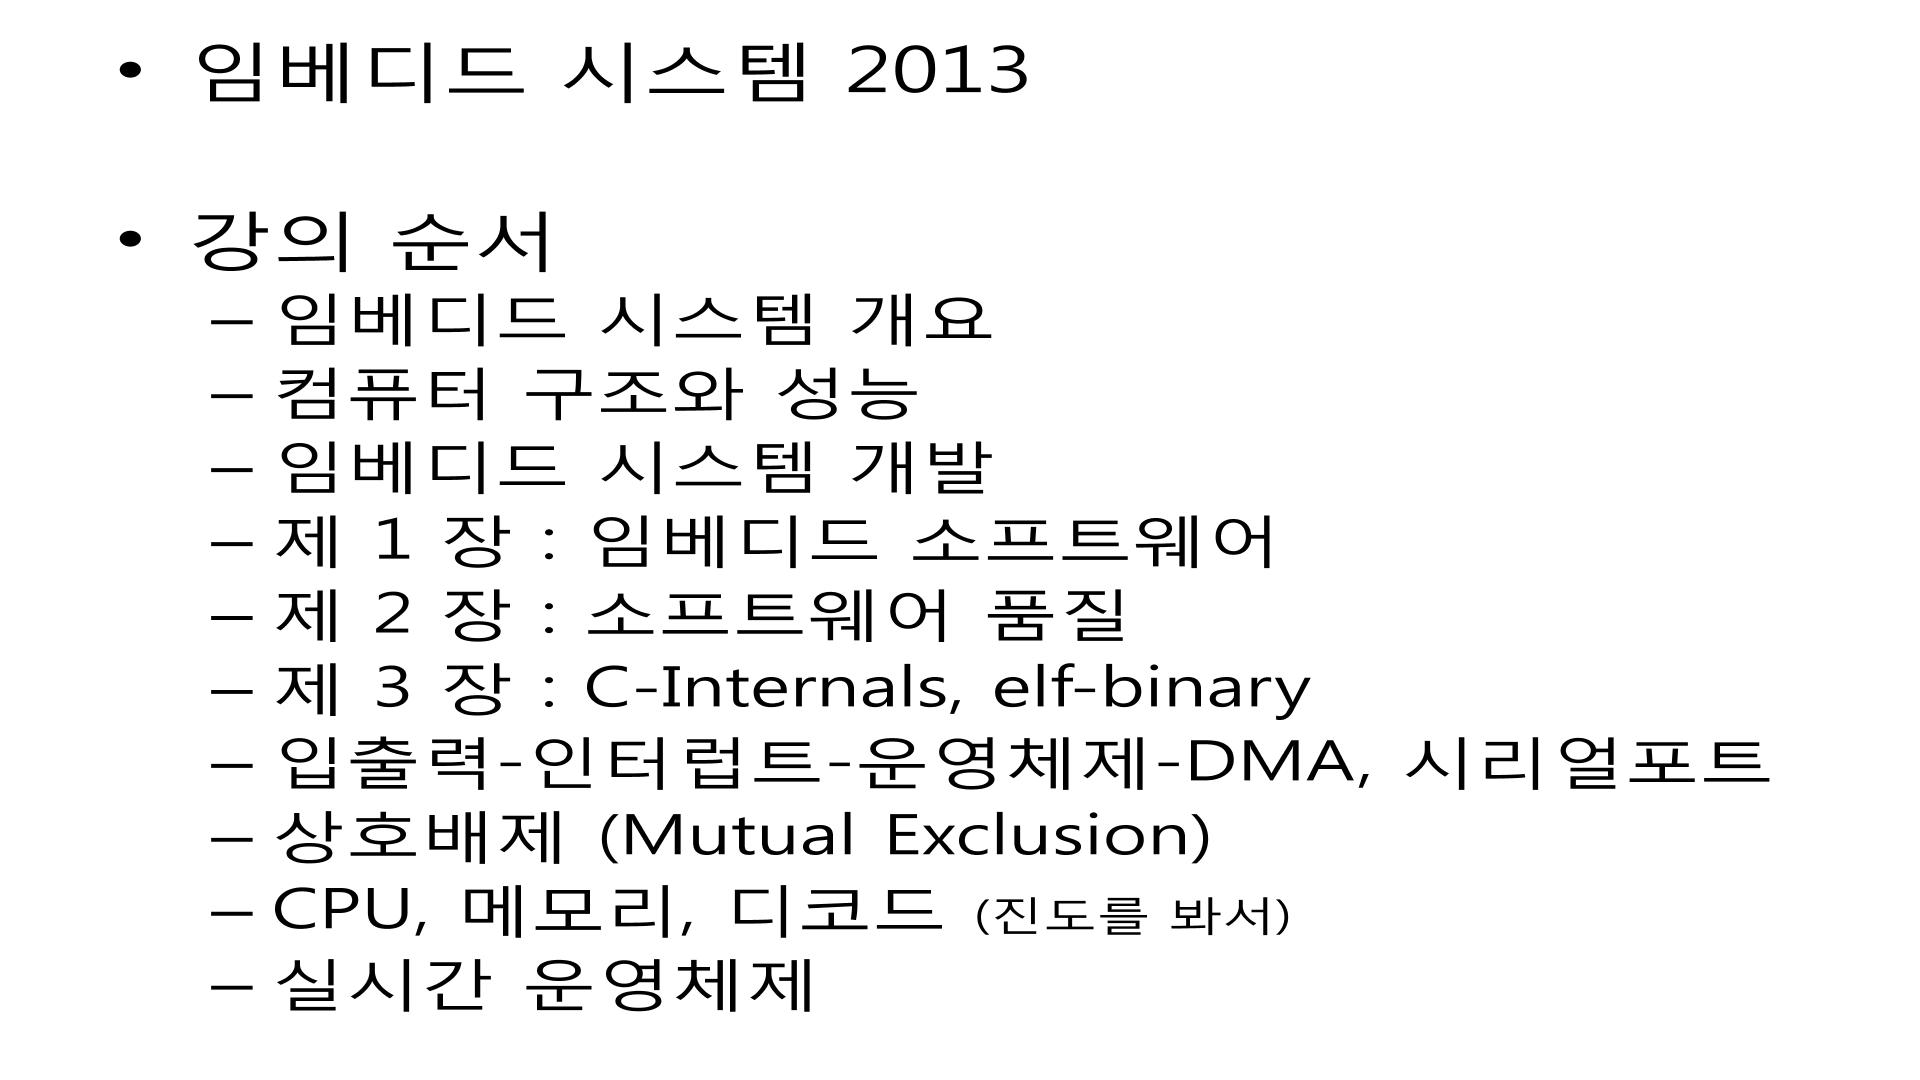 • 임베디드 시스템 2013
• 강의 순서
– 임베디드 시스템 개요
– 컴퓨터 구조와 성능
– 임베디드 시스템 개발
– 제 1 장 : 임베디드 소프트웨어
– 제 2 장 : 소프트웨어 품질
– 제 3 장 : C-Internals, elf-binary
– 입출력-인터럽트-운영체제-DMA, 시리얼포트
– 상호배제 (Mutual Exclusion)
– CPU, 메모리, 디코드 (진도를 봐서)
– 실시간 운영체제